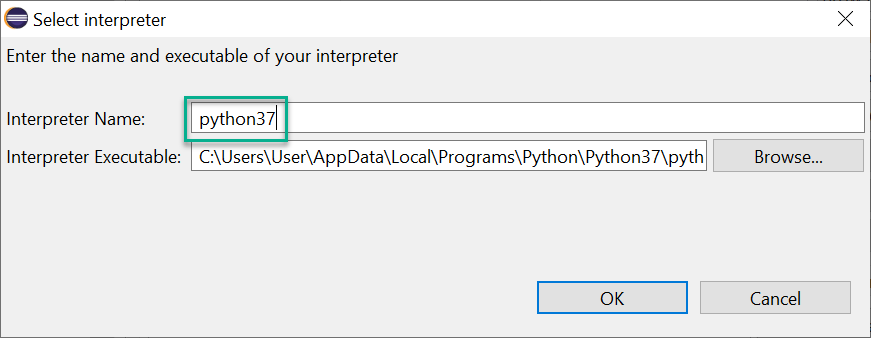 Select interpreter
Enter the name and executable of your interpreter
Interpreter Name: python37
Interpreter Executable: C:\Users\User\AppData\Local\Programs\Python\Python37\pyth Browse...
OK Cancel